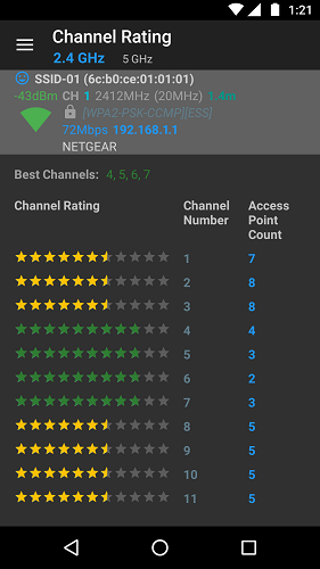 1:21
Channel Rating
2.4 GHz 5 GHz
SSID-01 (6c:b0:ce:01:01:01)
-43dBm CH 1 2412MHz (20MHz) 1.4m
[WPA2-PSK-CCMP][ESS]
72Mbps 192.168.1.1
NETGEAR
Best Channels: 4, 5, 6, 7
Channel Rating Channel Number Access Point Count
1 7
2 8
3 8
4 4
5 3
6 2
7 3
8 5
9 5
10 5
11 5